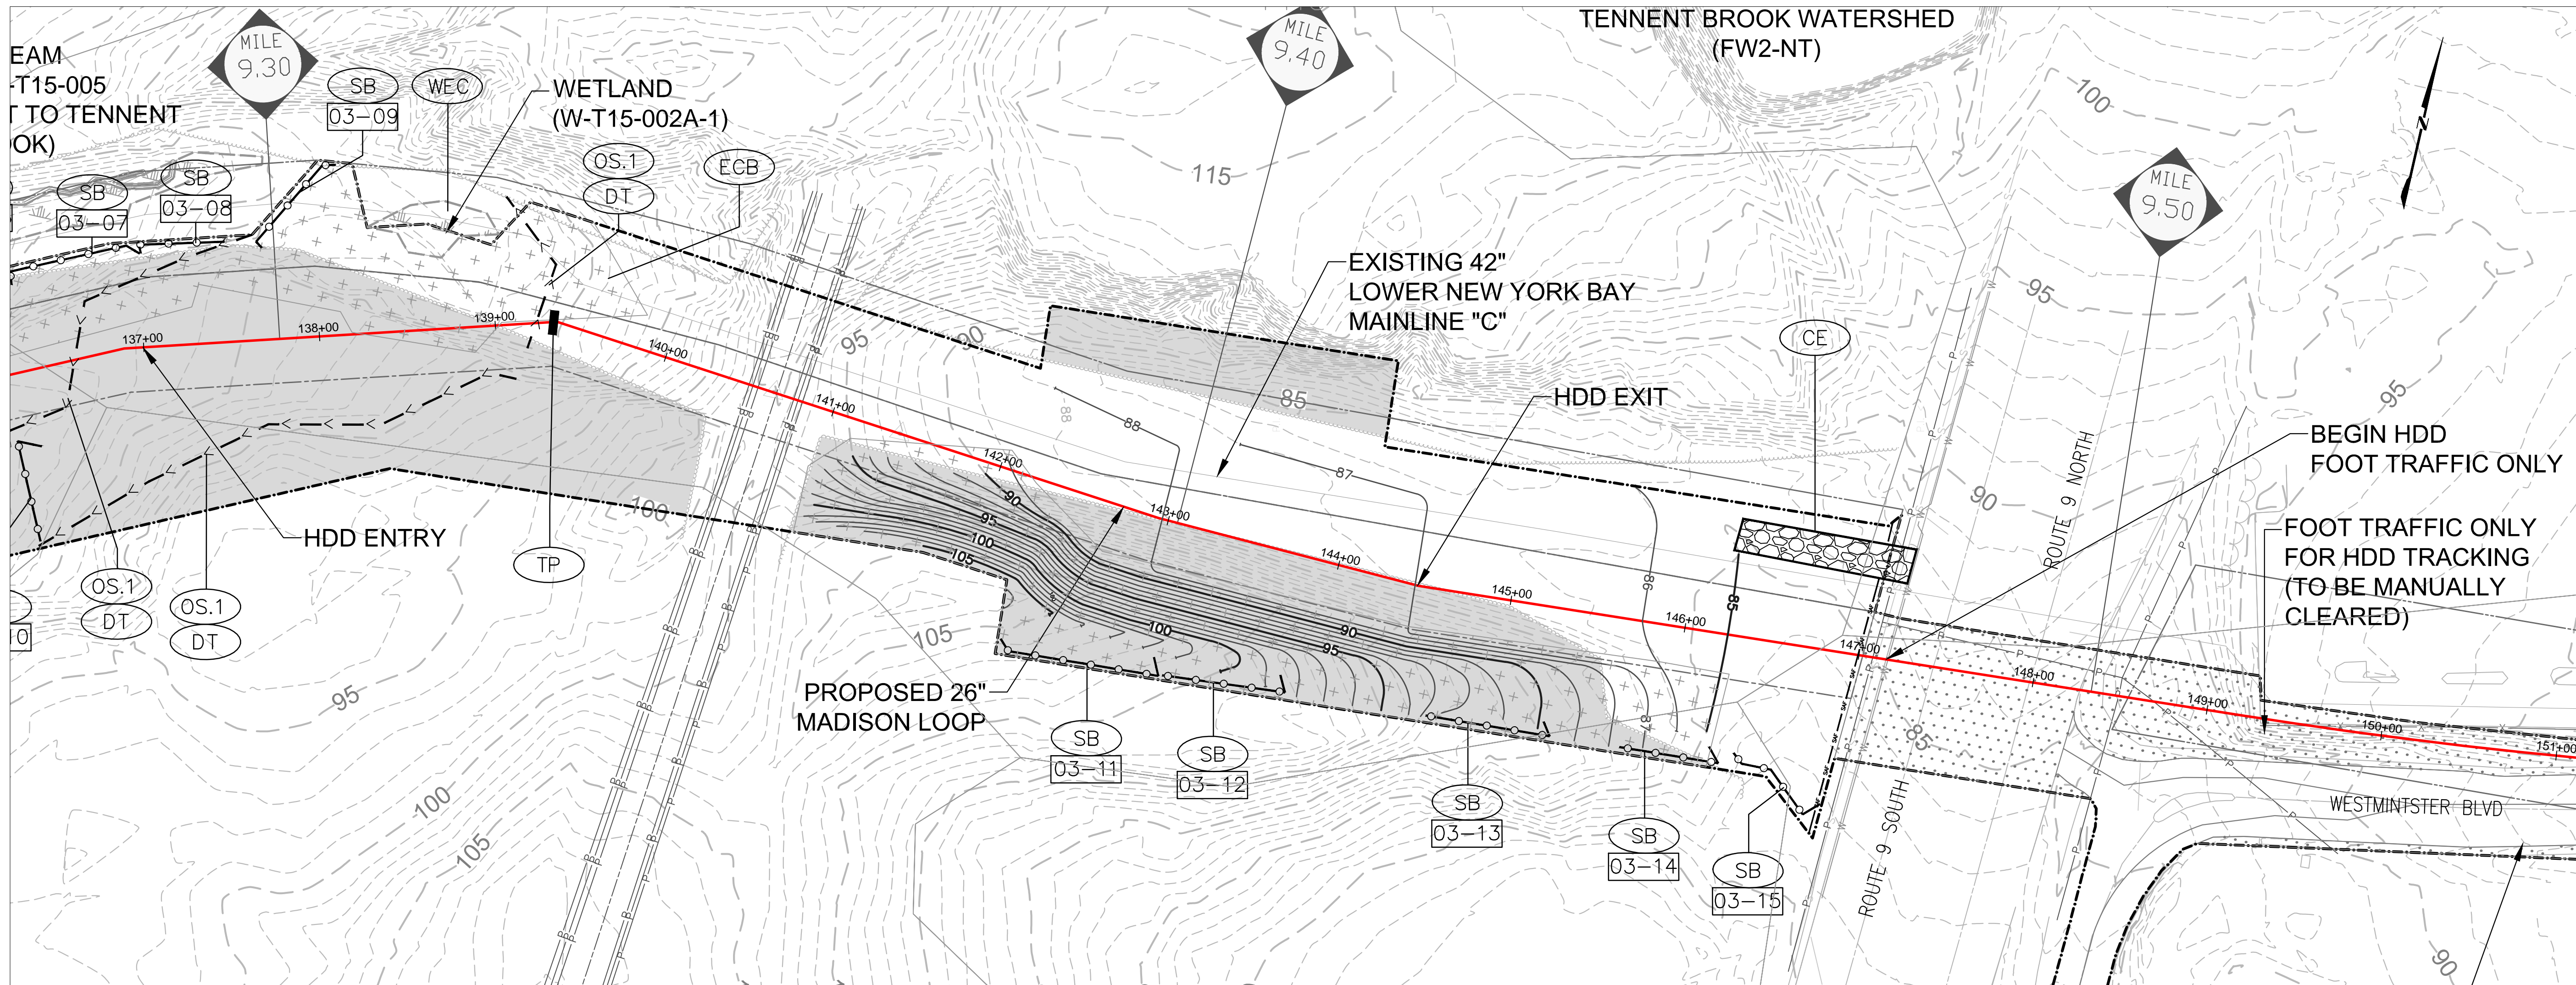 TENNENT BROOK WATERSHED
(FW2-NT)
MILE
9.30
MILE
9.40
MILE
9.50
EAM
-T15-005
T TO TENNENT
OOK)
SB
03-09
WEC
WETLAND
(W-T15-002A-1)
SB
03-07
SB
03-08
OS.1
DT
ECB
N
100
115
95
95
90
85
90
95
EXISTING 42"
LOWER NEW YORK BAY
MAINLINE "C"
CE
HDD EXIT
BEGIN HDD
FOOT TRAFFIC ONLY
FOOT TRAFFIC ONLY
FOR HDD TRACKING
(TO BE MANUALLY
CLEARED)
137+00
138+00
139+00
140+00
141+00
142+00
143+00
144+00
145+00
146+00
147+00
148+00
149+00
150+00
151+00
88
88
87
86
85
87
90
95
100
105
100
90
95
100
HDD ENTRY
TP
OS.1
DT
OS.1
DT
10
PROPOSED 26"
MADISON LOOP
105
95
100
105
85
90
SB
03-11
SB
03-12
SB
03-13
SB
03-14
SB
03-15
ROUTE 9 NORTH
ROUTE 9 SOUTH
WESTMINTSTER BLVD